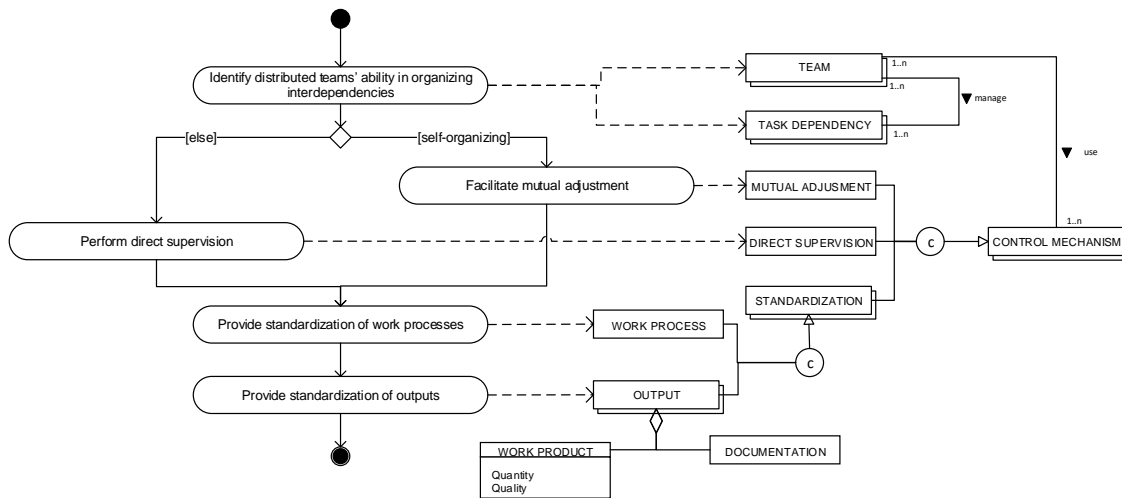 Identify distributed teams' ability in organizing
interdependencies
TEAM
1..n
1..n
manage
TASK DEPENDENCY
1..n
[else]
[self-organizing]
use
Facilitate mutual adjustment
MUTUAL ADJUSMENT
1..n
Perform direct supervision
DIRECT SUPERVISION
c
CONTROL MECHANISM
STANDARDIZATION
Provide standardization of work processes
WORK PROCESS
c
Provide standardization of outputs
OUTPUT
WORK PRODUCT
DOCUMENTATION
Quantity
Quality